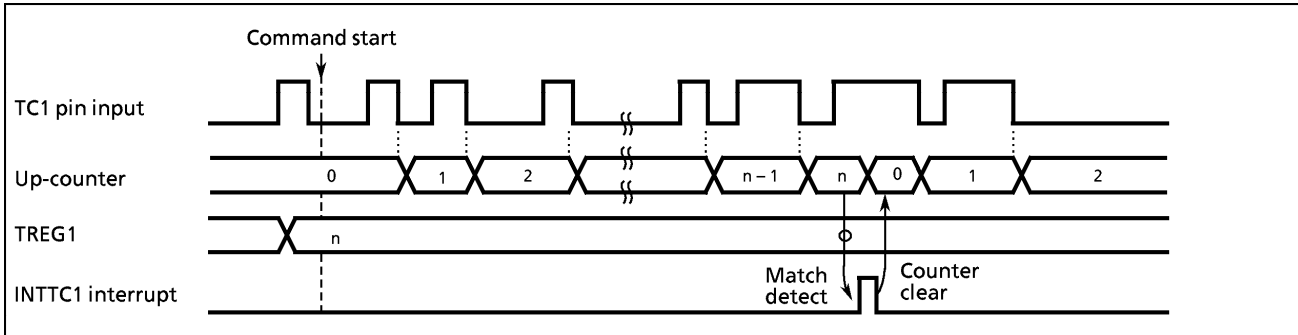 Command start
TC1 pin input
Up-counter
0
1
2
n – 1
n
0
1
2
TREG1
n
Match
detect
Counter
clear
INTTC1 interrupt